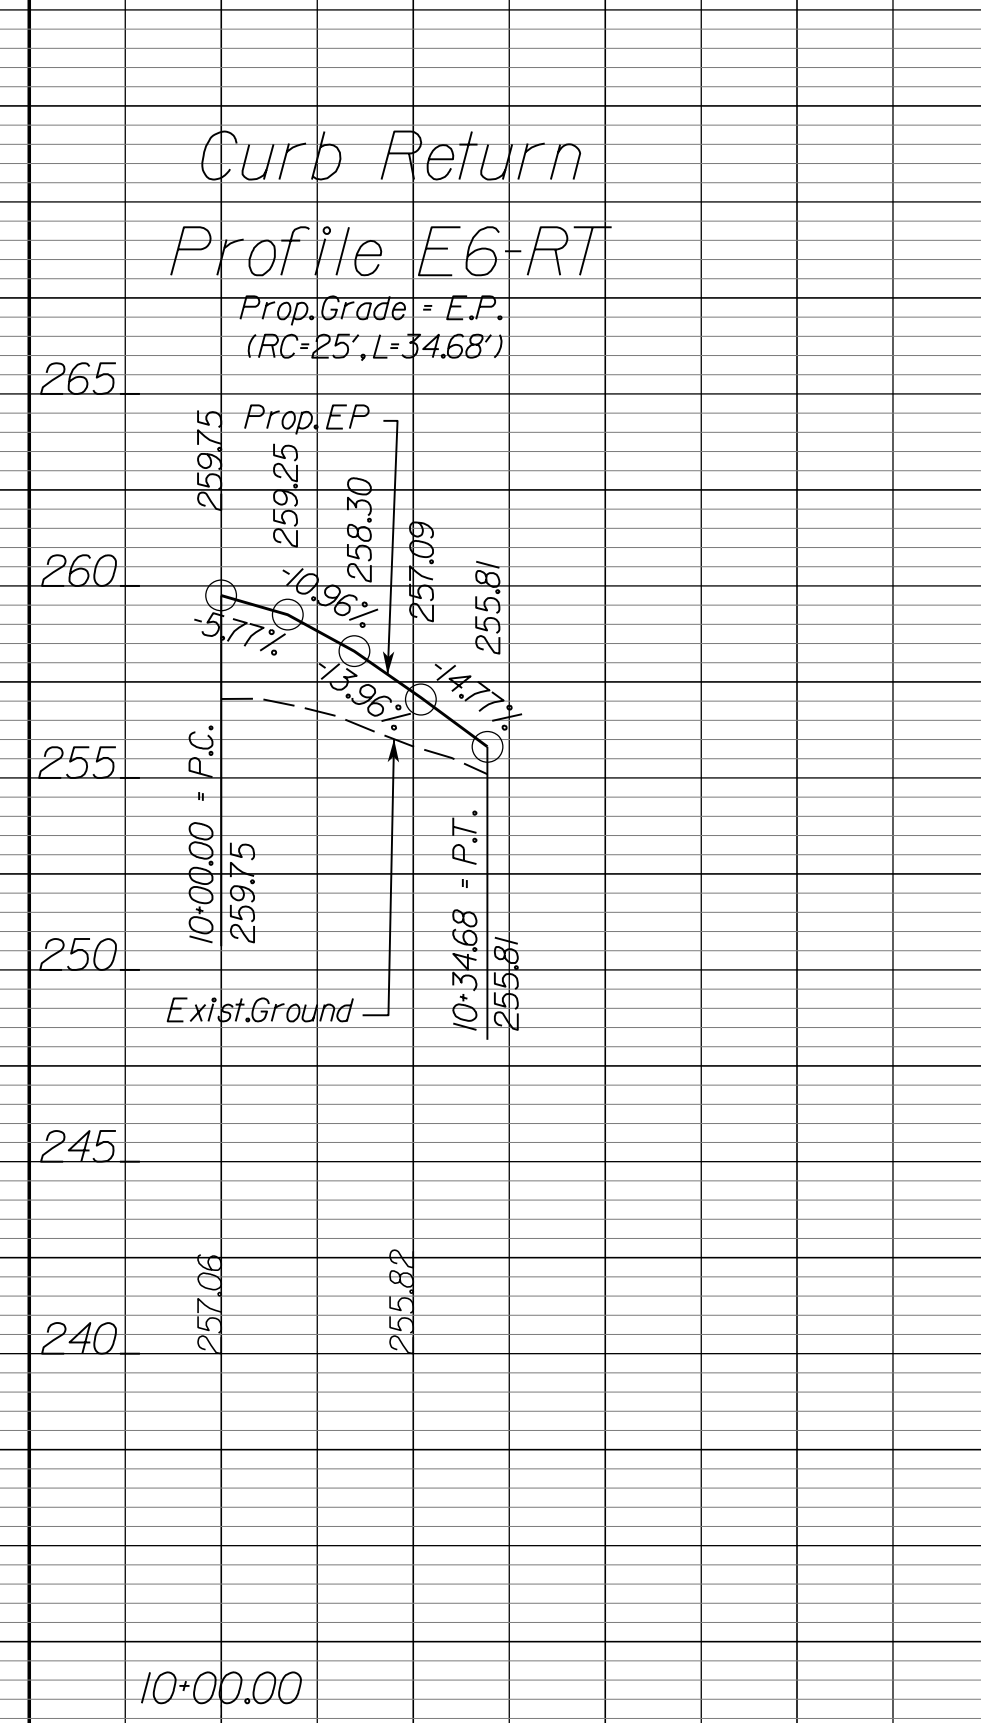 Curb Return
Profile E6-RT
Prop. Grade = E.P.
(RC=25', L=34.68')
265
Prop. EP
259.75
259.25
258.30
257.09
255.81
260
-5.77%
-10.96%
-13.96%
-14.77%
255
10+00.00 = P.C.
259.75
10+34.68 = P.T.
255.81
250
Exist. Ground
245
257.06
255.82
240
10+00.00